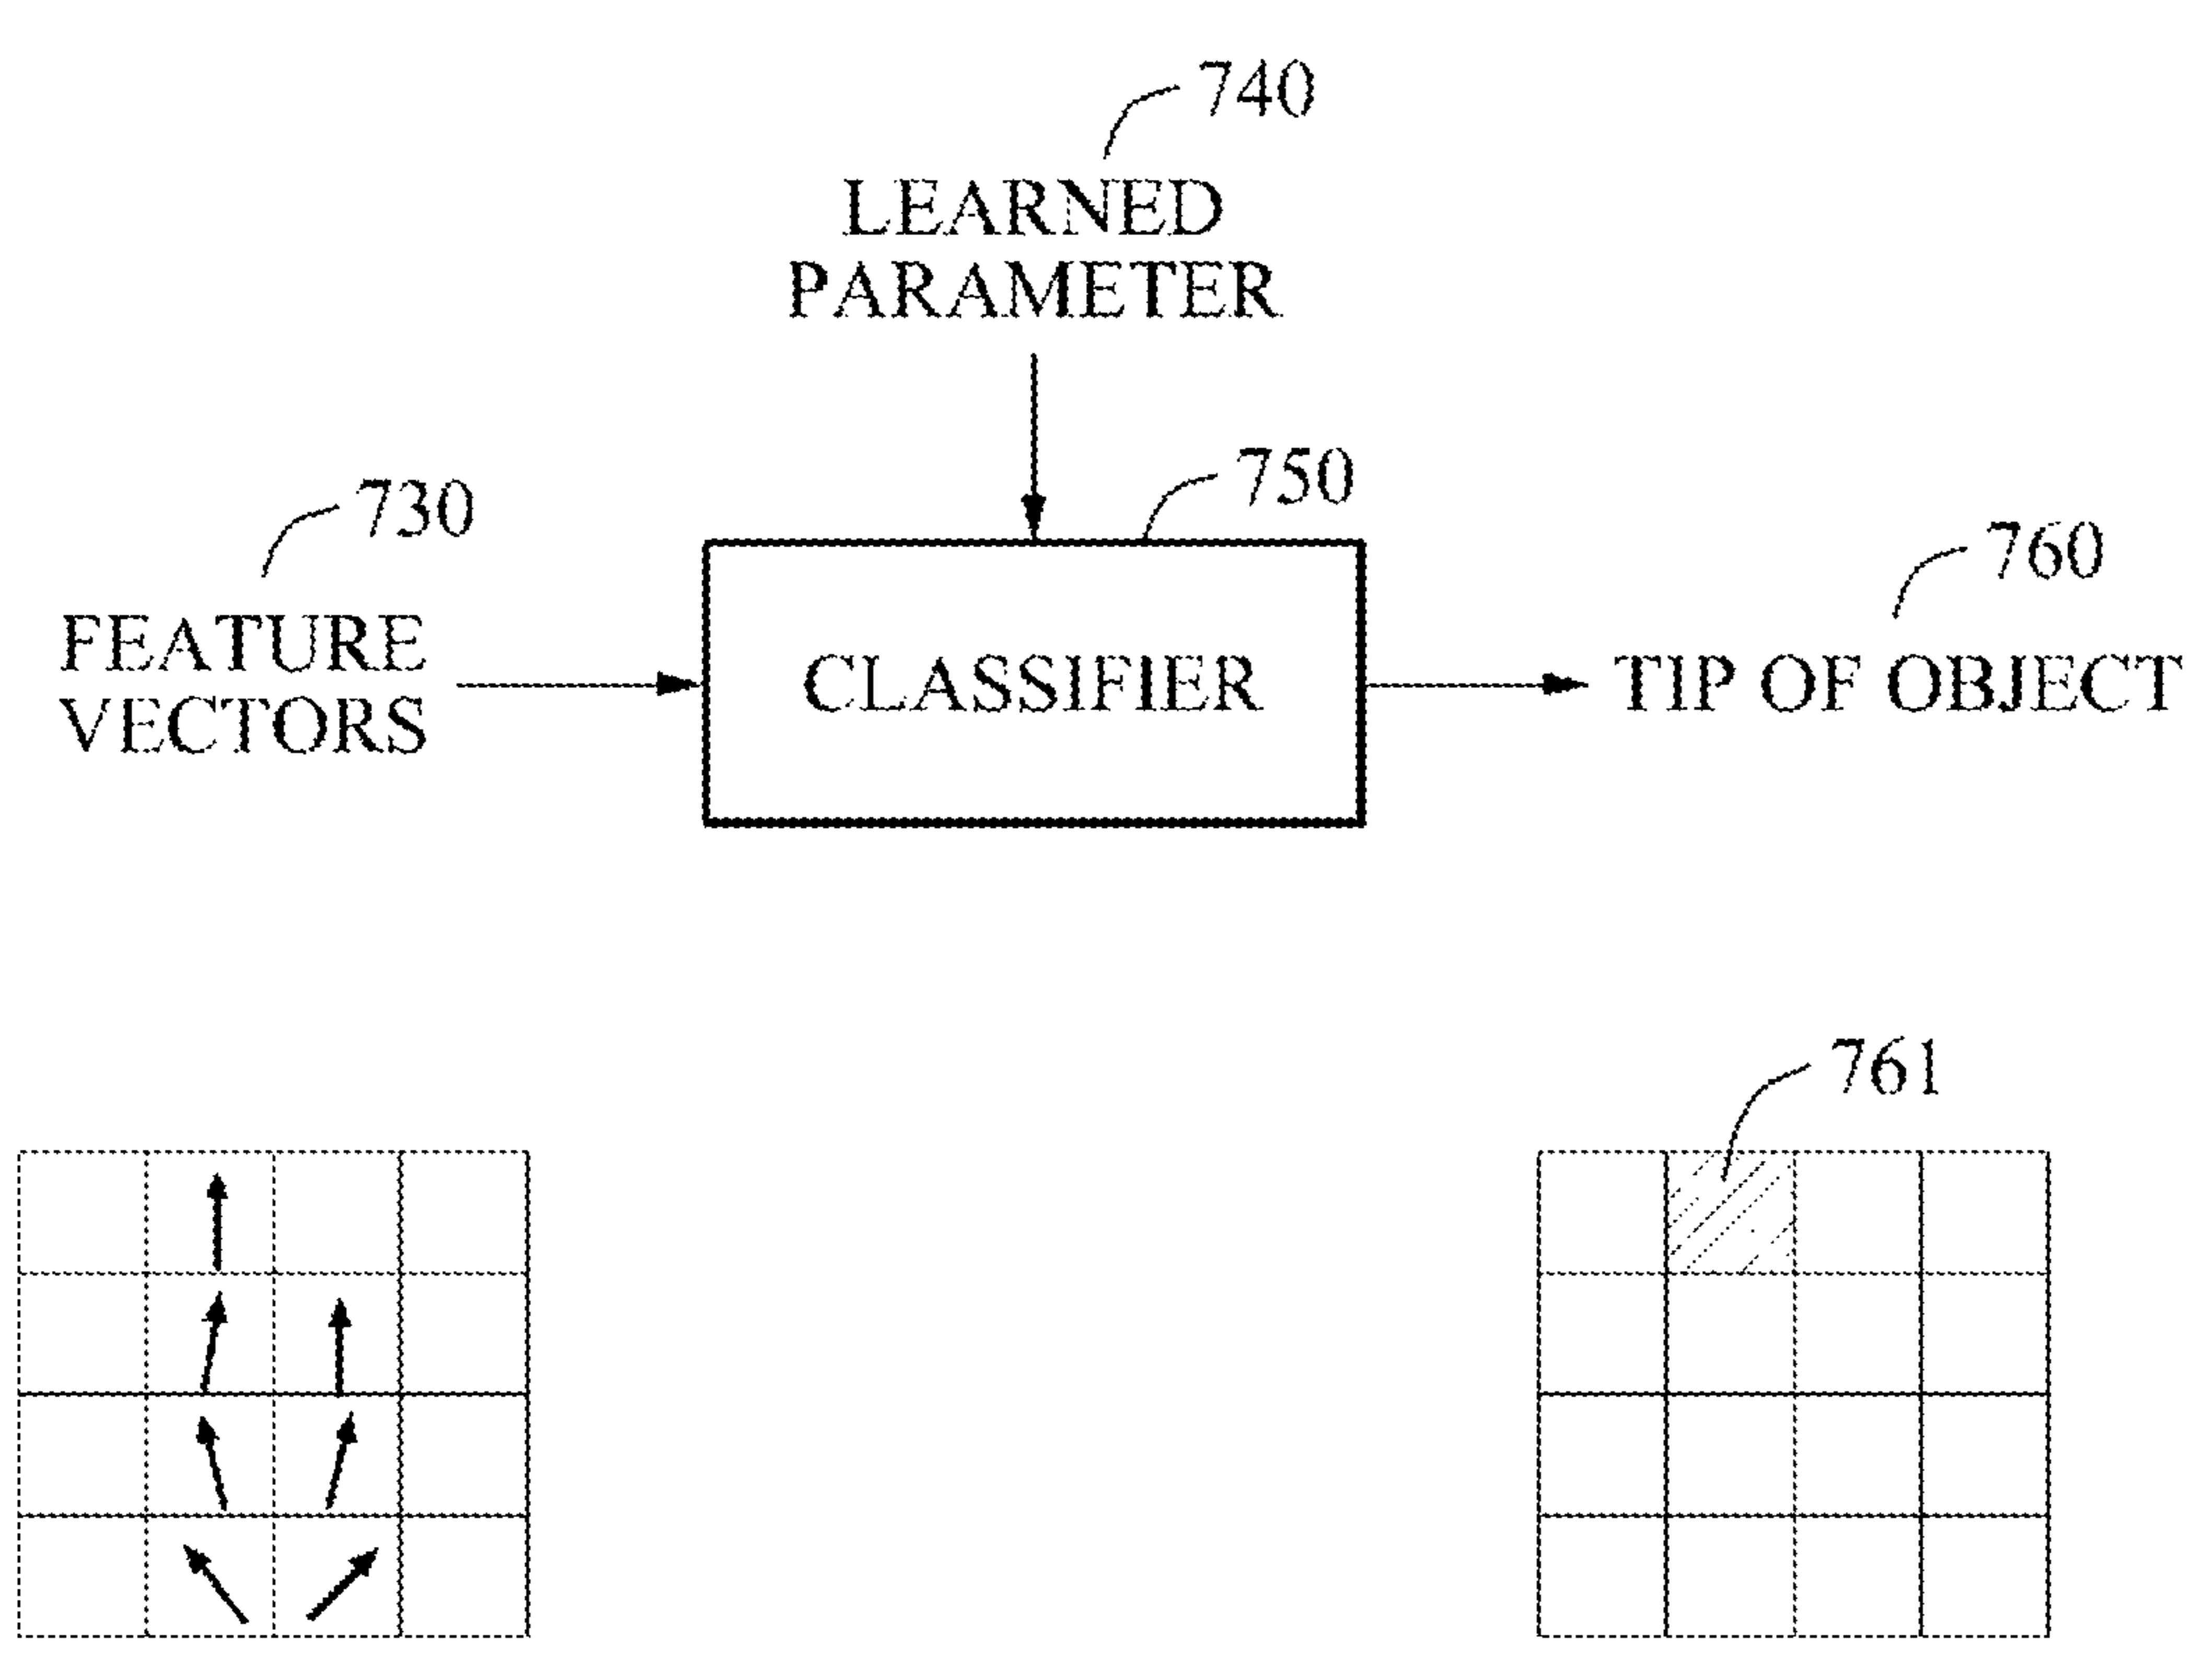 740
LEARNED
PARAMETER
730
750
760
FEATURE
VECTORS
CLASSIFIER
TIP OF OBJECT
761